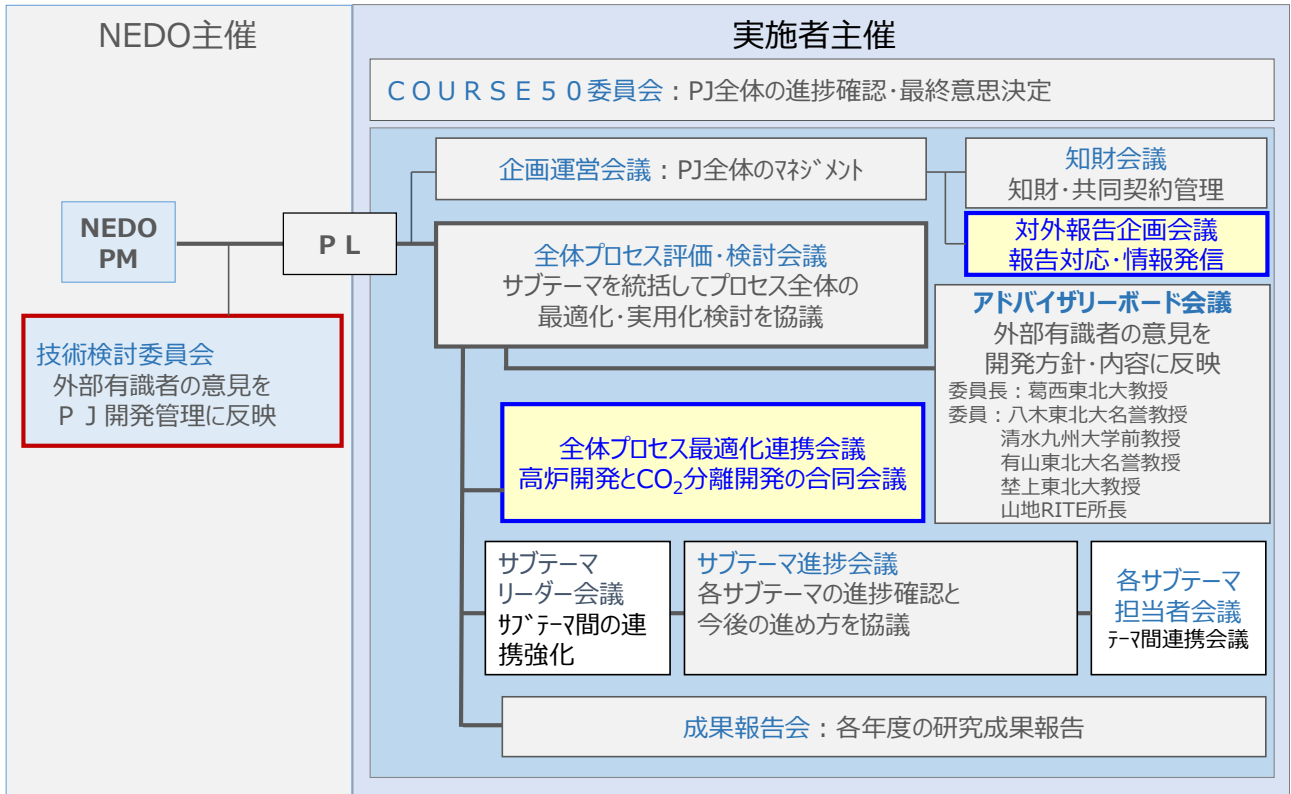 NEDO主催
実施者主催
ＣＯＵＲＳＥ５０委員会：PJ全体の進捗確認・最終意思決定
企画運営会議：PJ全体のﾏﾈｼﾞﾒﾝﾄ
知財会議
知財・共同契約管理
対外報告企画会議
報告対応・情報発信
NEDO
PM
ＰＬ
全体プロセス評価・検討会議
サブテーマを統括してプロセス全体の
最適化・実用化検討を協議
アドバイザリーボード会議
外部有識者の意見を
開発方針・内容に反映
委員長：葛西東北大教授
委員：八木東北大名誉教授
清水九州大学前教授
有山東北大名誉教授
埜上東北大教授
山地RITE所長
技術検討委員会
外部有識者の意見を
ＰＪ開発管理に反映
全体プロセス最適化連携会議
高炉開発とCO₂分離開発の合同会議
サブテーマ
リーダー会議
ｻﾌﾞﾃｰﾏ間の連
携強化
サブテーマ進捗会議
各サブテーマの進捗確認と
今後の進め方を協議
各サブテーマ
担当者会議
ﾃｰﾏ間連携会議
成果報告会：各年度の研究成果報告